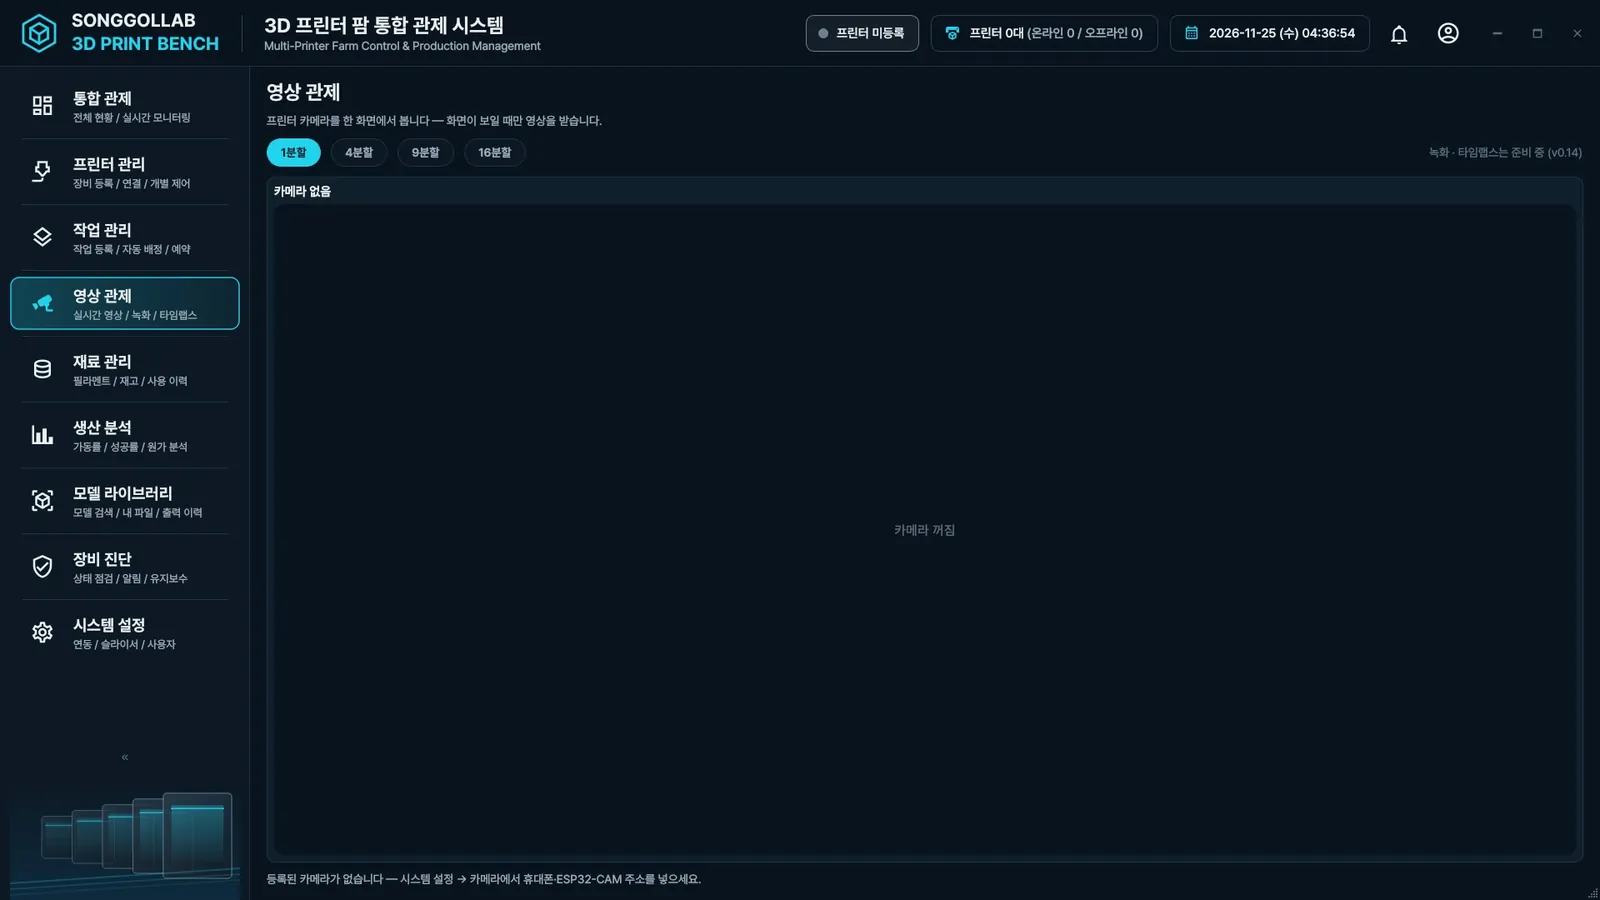 SONGGOLLAB
3D PRINT BENCH
3D 프린터 팜 통합 관제 시스템
Multi-Printer Farm Control & Production Management
프린터 미등록
프린터 0대 (온라인 0 / 오프라인 0)
2026-11-25 (수) 04:36:54
통합 관제
전체 현황 / 실시간 모니터링
프린터 관리
장비 등록 / 연결 / 개별 제어
작업 관리
작업 등록 / 자동 배정 / 예약
영상 관제
실시간 영상 / 녹화 / 타임랩스
재료 관리
필라멘트 / 재고 / 사용 이력
생산 분석
가동률 / 성공률 / 원가 분석
모델 라이브러리
모델 검색 / 내 파일 / 출력 이력
장비 진단
상태 점검 / 알림 / 유지보수
시스템 설정
연동 / 슬라이서 / 사용자
«
영상 관제
프린터 카메라를 한 화면에서 봅니다 — 화면이 보일 때만 영상을 받습니다.
1분할
4분할
9분할
16분할
녹화 · 타임랩스는 준비 중 (v0.14)
카메라 없음
카메라 꺼짐
등록된 카메라가 없습니다 — 시스템 설정 → 카메라에서 휴대폰·ESP32-CAM 주소를 넣으세요.